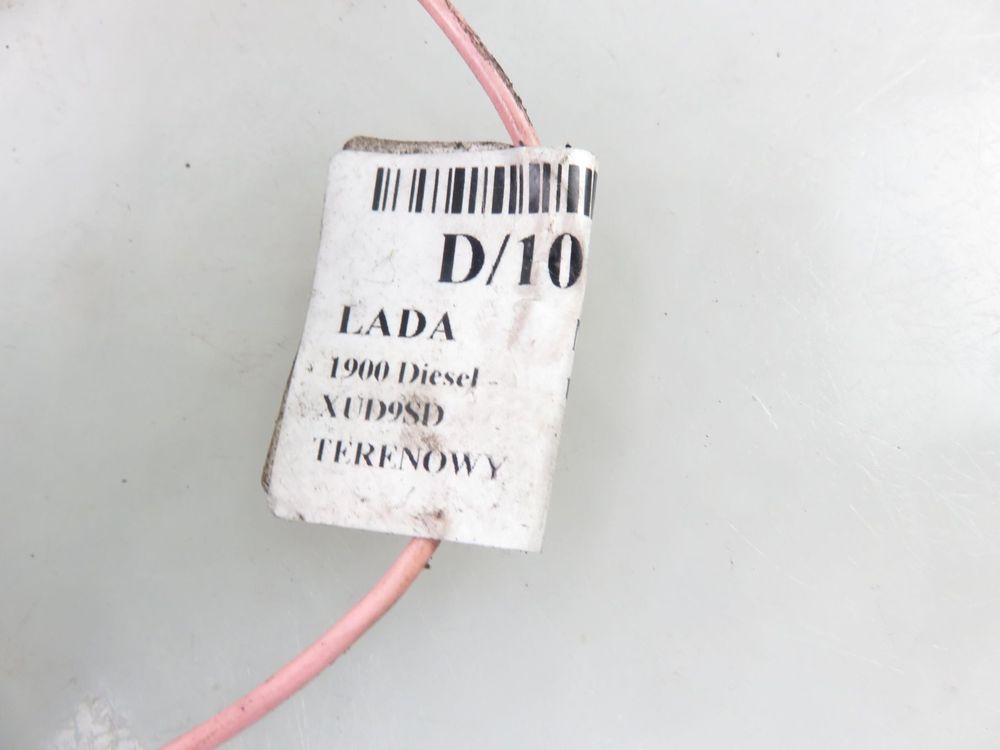 D/10
LADA
1900 Diesel
XUD9SD
TERENOWY